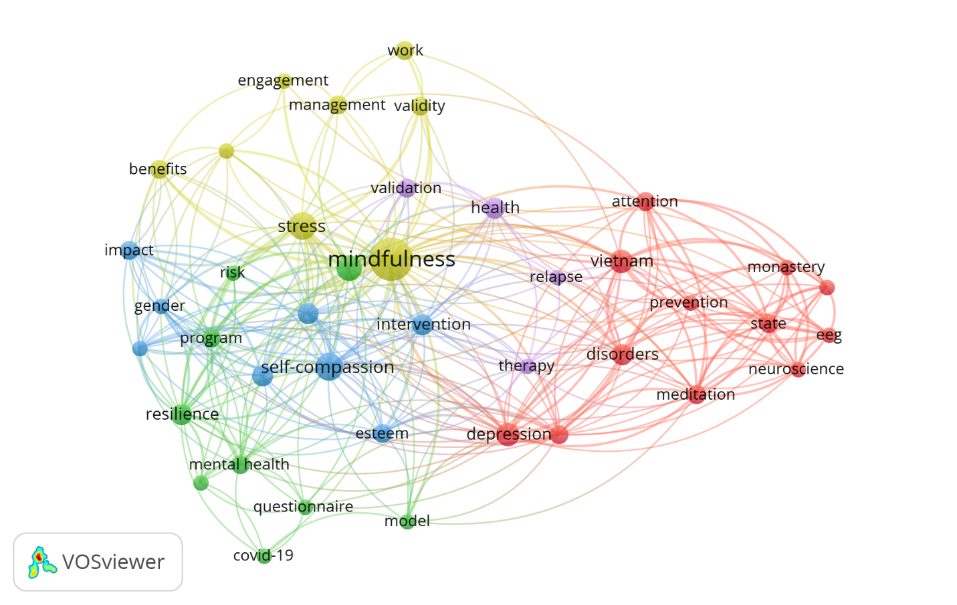 work
engagement
management
validity
benefits
validation
health
attention
stress
impact
mindfulness
vietnam
monastery
risk
relapse
gender
prevention
intervention
state
program
eeg
disorders
self-compassion
therapy
neuroscience
meditation
resilience
esteem
depression
mental health
questionnaire
model
covid-19
VOSviewer